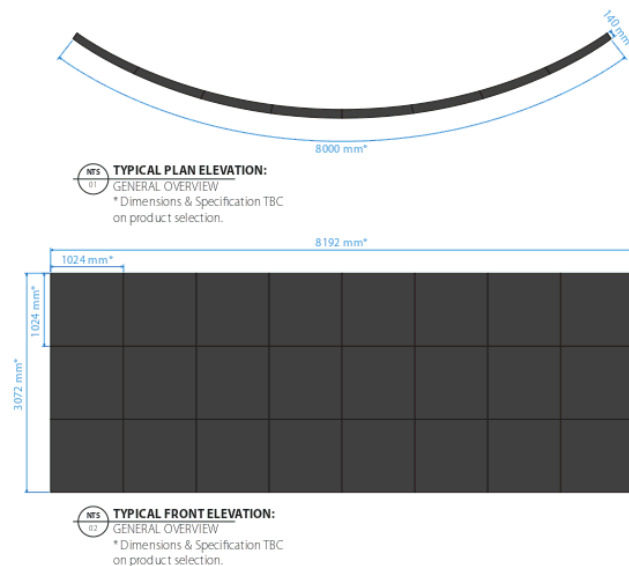 140 mm*
8000 mm*
NTS
01
TYPICAL PLAN ELEVATION:
GENERAL OVERVIEW
* Dimensions & Specification TBC
on product selection.
8192 mm*
1024 mm*
1024 mm*
3072 mm*
NTS
02
TYPICAL FRONT ELEVATION:
GENERAL OVERVIEW
* Dimensions & Specification TBC
on product selection.